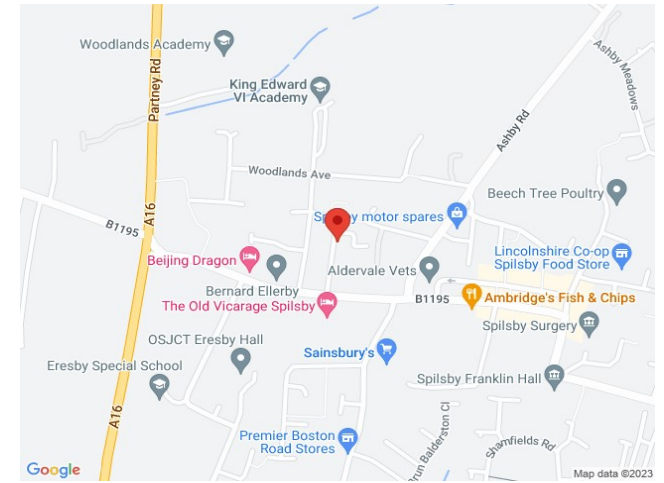 Woodlands Academy
Partney Rd
King Edward
VI Academy
Ashby Meadows
Ashby Rd
Woodlands Ave
Beech Tree Poultry
motor spares
A16
B1195
Beijing Dragon
Bernard Ellerby
Aldervale Vets
Lincolnshire Co-op
Spilsby Food Store
The Old Vicarage Spilsby
B1195
Ambridge's Fish & Chips
Spilsby Surgery
OSJCT Eresby Hall
Sainsbury's
Eresby Special School
Spilsby Franklin Hall
A16
Premier Boston
Road Stores
Balderston Cl
Shamfields Rd
Google
Map data ©2023